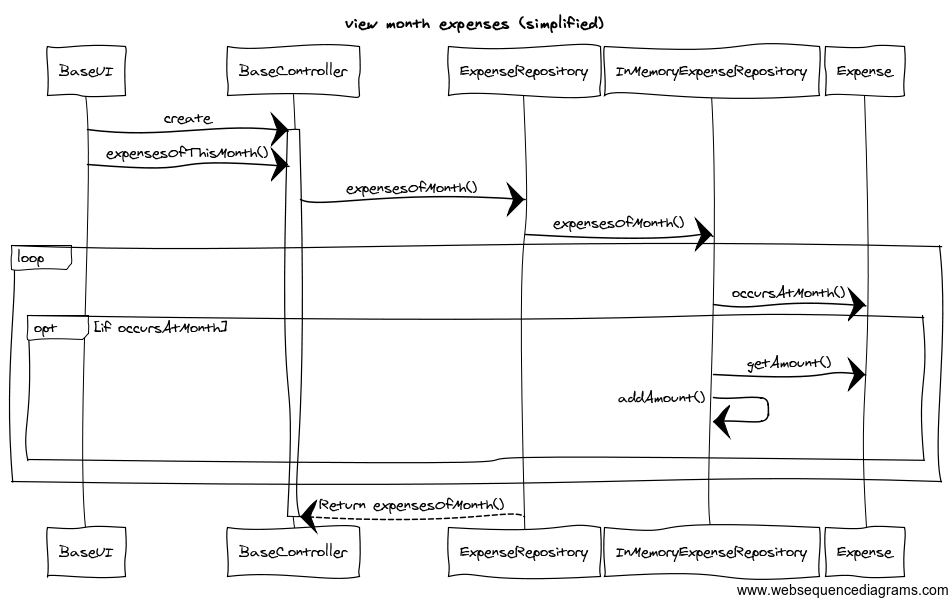 view month expenses (simplified)
BaseUI
BaseController
ExpenseRepository
InMemoryExpenseRepository
Expense
create
expensesOfThisMonth()
expensesOfMonth()
expensesOfMonth()
loop
occursAtMonth()
opt [if occursAtMonth]
getAmount()
addAmount()
Return expensesOfMonth()
BaseUI
BaseController
ExpenseRepository
InMemoryExpenseRepository
Expense
www.websequencediagrams.com